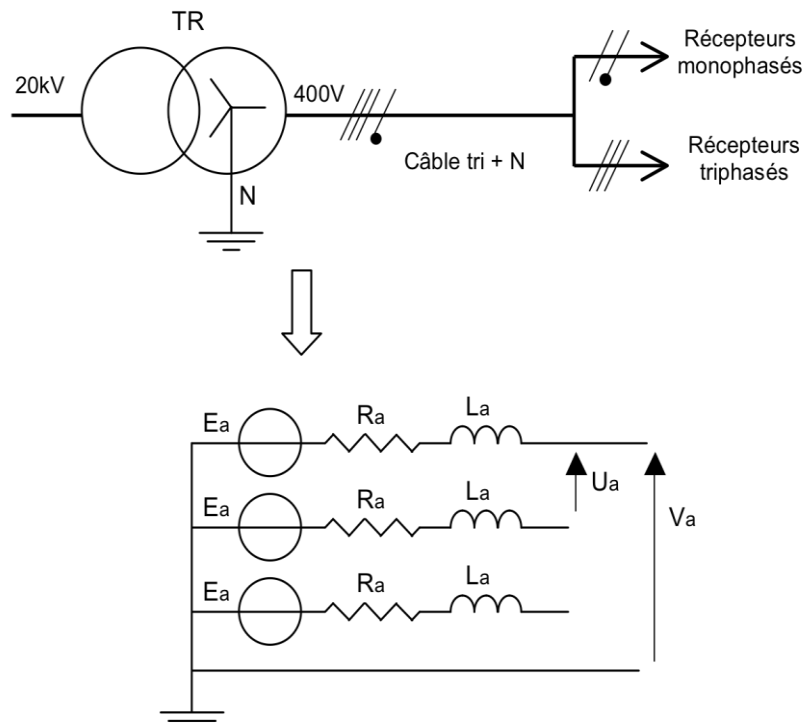 TR
20kV
400V
N
Câble tri + N
Récepteurs
monophasés
Récepteurs
triphasés
Ea
Ra
La
Ea
Ra
La
Ua
Va
Ea
Ra
La